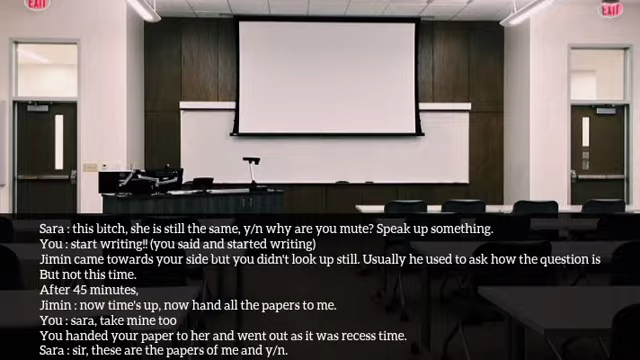 EXIT
EXIT
Sara : this bitch, she is still the same, y/n why are you mute? Speak up something.
You : start writing!! (you said and started writing)
Jimin came towards your side but you didn't look up still. Usually he used to ask how the question is
But not this time.
After 45 minutes,
Jimin : now time's up, now hand all the papers to me.
You : sara, take mine too
You handed your paper to her and went out as it was recess time.
Sara : sir, these are the papers of me and y/n.